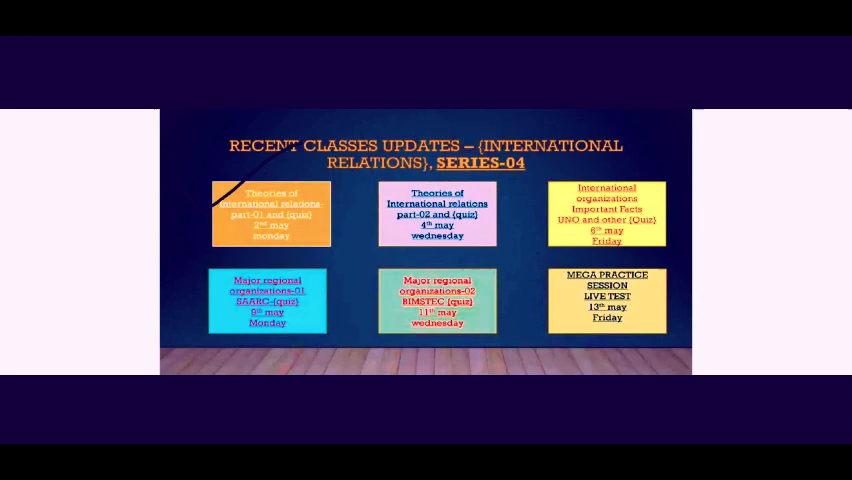 RECENT CLASSES UPDATES – {INTERNATIONAL
RELATIONS}, SERIES-04
Theories of
International relations-
part-01 and {quiz}
2nd may
monday
Theories of
International relations
part-02 and {quiz}
4th may
wednesday
International
organizations
Important Facts
UNO and other {Quiz}
6th may
Friday
Major regional
organizations-01
SAARC-{quiz}
9th may
Monday
Major regional
organizations-02
BIMSTEC-{quiz}
11th may
wednesday
MEGA PRACTICE
SESSION
LIVE TEST
13th may
Friday